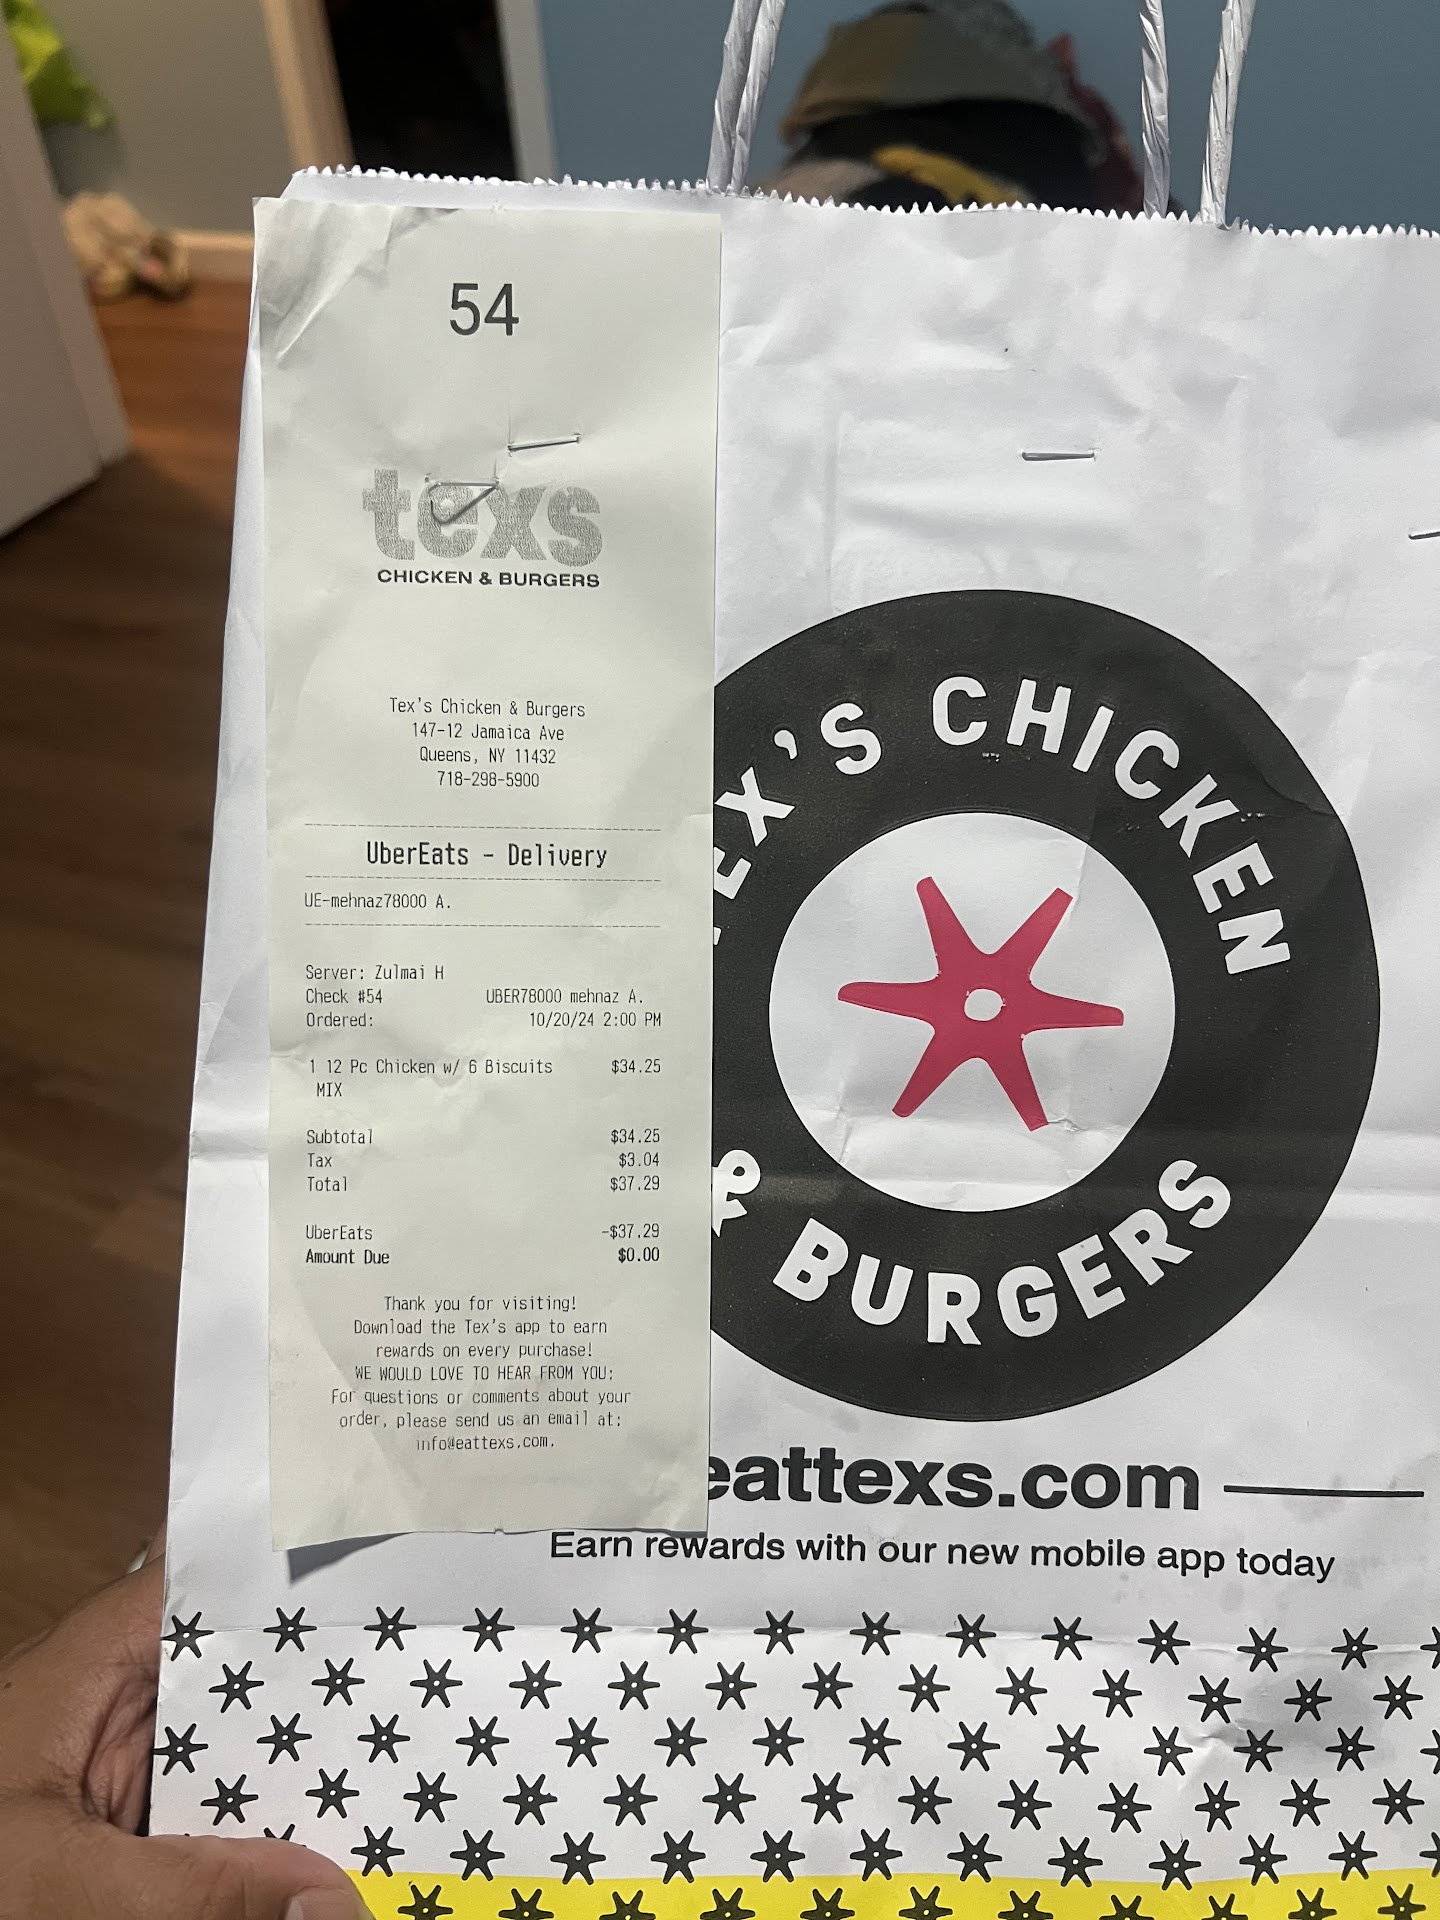 54
texs
CHICKEN & BURGERS
Tex's Chicken & Burgers
147-12 Jamaica Ave
Queens, NY 11432
718-298-5900
UberEats - Delivery
UE-mehnaz78000 A.
Server: Zulmai H
Check #54 UBER78000 mehnaz A.
Ordered: 10/20/24 2:00 PM
1 12 Pc Chicken w/ 6 Biscuits $34.25
MIX
Subtotal $34.25
Tax $3.04
Total $37.29
UberEats -$37.29
Amount Due $0.00
Thank you for visiting!
Download the Tex's app to earn
rewards on every purchase!
WE WOULD LOVE TO HEAR FROM YOU:
For questions or comments about your
order, please send us an email at:
info@eattexs.com.
EX'S CHICKEN
& BURGERS
eattexs.com
Earn rewards with our new mobile app today